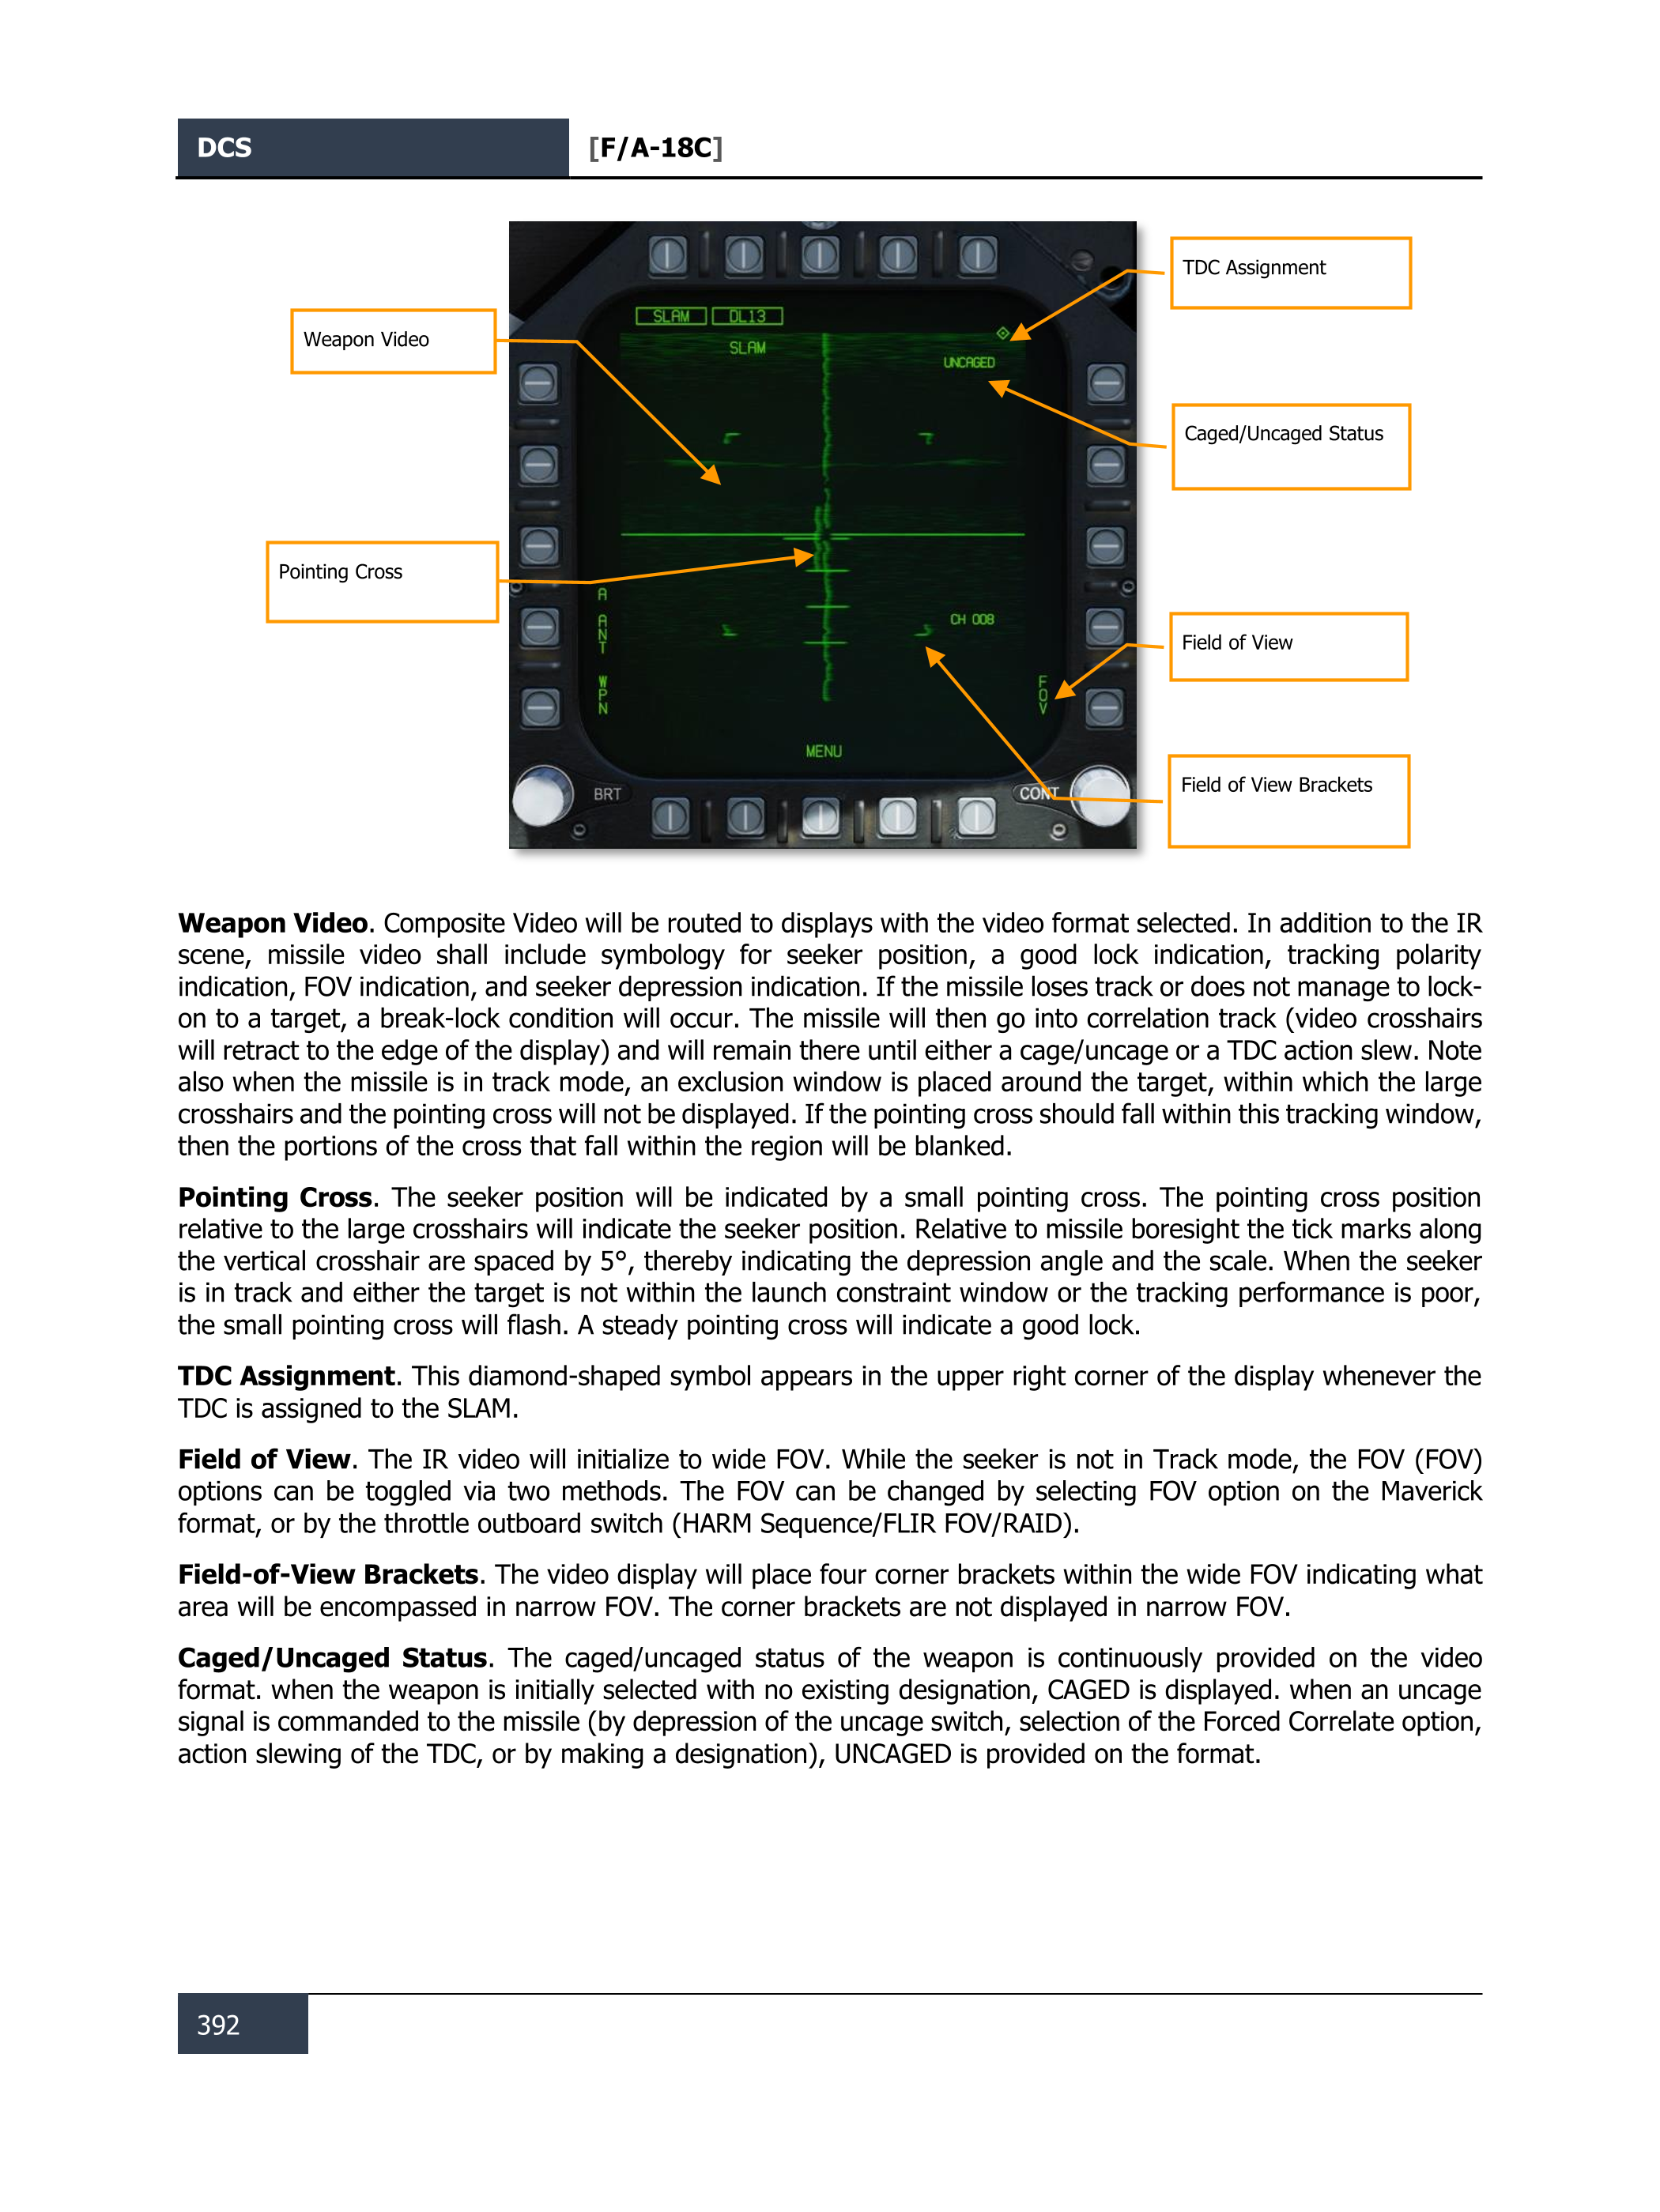 DCS [F/A-18C]
TDC Assignment
Weapon Video
Caged/Uncaged Status
Pointing Cross
Field of View
Field of View Brackets
SLAM DL13
SLAM
UNCAGED
A
ANT
CH 008
WPN
FOV
MENU
BRT CONT
Weapon Video. Composite Video will be routed to displays with the video format selected. In addition to the IR
scene, missile video shall include symbology for seeker position, a good lock indication, tracking polarity
indication, FOV indication, and seeker depression indication. If the missile loses track or does not manage to lock-
on to a target, a break-lock condition will occur. The missile will then go into correlation track (video crosshairs
will retract to the edge of the display) and will remain there until either a cage/uncage or a TDC action slew. Note
also when the missile is in track mode, an exclusion window is placed around the target, within which the large
crosshairs and the pointing cross will not be displayed. If the pointing cross should fall within this tracking window,
then the portions of the cross that fall within the region will be blanked.
Pointing Cross. The seeker position will be indicated by a small pointing cross. The pointing cross position
relative to the large crosshairs will indicate the seeker position. Relative to missile boresight the tick marks along
the vertical crosshair are spaced by 5°, thereby indicating the depression angle and the scale. When the seeker
is in track and either the target is not within the launch constraint window or the tracking performance is poor,
the small pointing cross will flash. A steady pointing cross will indicate a good lock.
TDC Assignment. This diamond-shaped symbol appears in the upper right corner of the display whenever the
TDC is assigned to the SLAM.
Field of View. The IR video will initialize to wide FOV. While the seeker is not in Track mode, the FOV (FOV)
options can be toggled via two methods. The FOV can be changed by selecting FOV option on the Maverick
format, or by the throttle outboard switch (HARM Sequence/FLIR FOV/RAID).
Field-of-View Brackets. The video display will place four corner brackets within the wide FOV indicating what
area will be encompassed in narrow FOV. The corner brackets are not displayed in narrow FOV.
Caged/Uncaged Status. The caged/uncaged status of the weapon is continuously provided on the video
format. when the weapon is initially selected with no existing designation, CAGED is displayed. when an uncage
signal is commanded to the missile (by depression of the uncage switch, selection of the Forced Correlate option,
action slewing of the TDC, or by making a designation), UNCAGED is provided on the format.
392